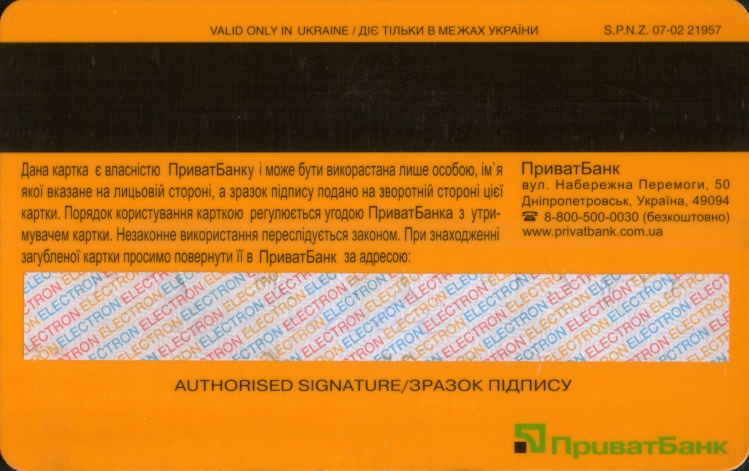 VALID ONLY IN UKRAINE / ДІЄ ТІЛЬКИ В МЕЖАХ УКРАЇНИ S.P.N.Z. 07-02 21957
Дана картка є власністю ПриватБанку і може бути викорастана лише особою, ім'я
якої вказане на лицьовій стороні, а зразок підпису подано на зворотній стороні цієї
картки. Порядок користування карткою регулюється угодою ПриватБанка з утри-
мувачем картки. Незаконне використання переслідується законом. При знаходженні
загубленої картки просимо повернути її в ПриватБанк за адресою:
ПриватБанк
вул. Набережна Перемоги, 50
Дніпропетровськ, Україна, 49094
☎ 8-800-500-0030 (безкоштовно)
www.privatbank.com.ua
ELECTRON ELECTRON ELECTRON ELECTRON ELECTRON ELECTRON ELECTRON
AUTHORISED SIGNATURE/ЗРАЗОК ПІДПИСУ
ПриватБанк